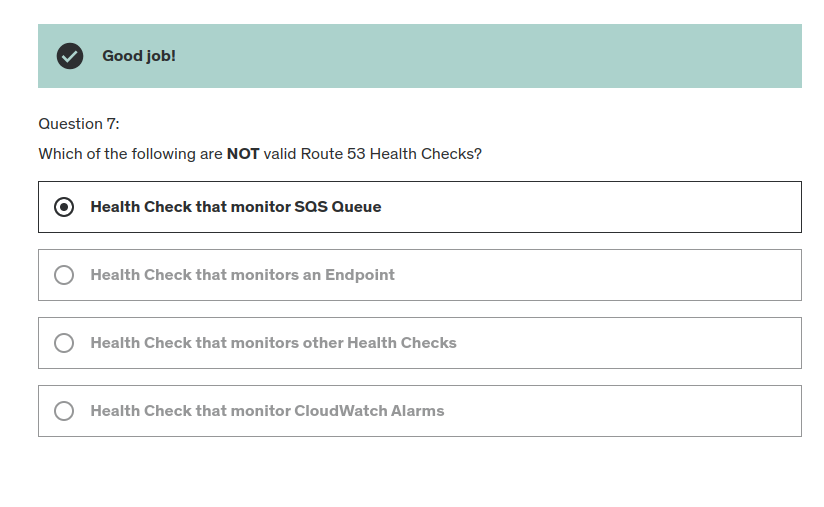 Good job!
Question 7:
Which of the following are NOT valid Route 53 Health Checks?
Health Check that monitor SQS Queue
Health Check that monitors an Endpoint
Health Check that monitors other Health Checks
Health Check that monitor CloudWatch Alarms